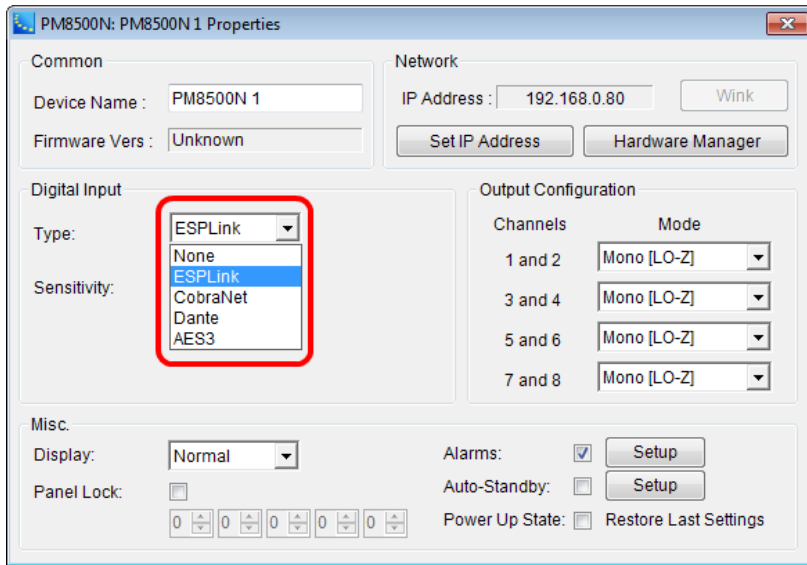 PM8500N: PM8500N 1 Properties
Common
Device Name : PM8500N 1
Firmware Vers : Unknown
Network
IP Address : 192.168.0.80 Wink
Set IP Address Hardware Manager
Digital Input
Type: ESPLink
None
ESPLink
Sensitivity:
CobraNet
Dante
AES3
Output Configuration
Channels Mode
1 and 2 Mono [LO-Z]
3 and 4 Mono [LO-Z]
5 and 6 Mono [LO-Z]
7 and 8 Mono [LO-Z]
Misc.
Display: Normal
Panel Lock:
0 0 0 0 0
Alarms: Setup
Auto-Standby: Setup
Power Up State: Restore Last Settings